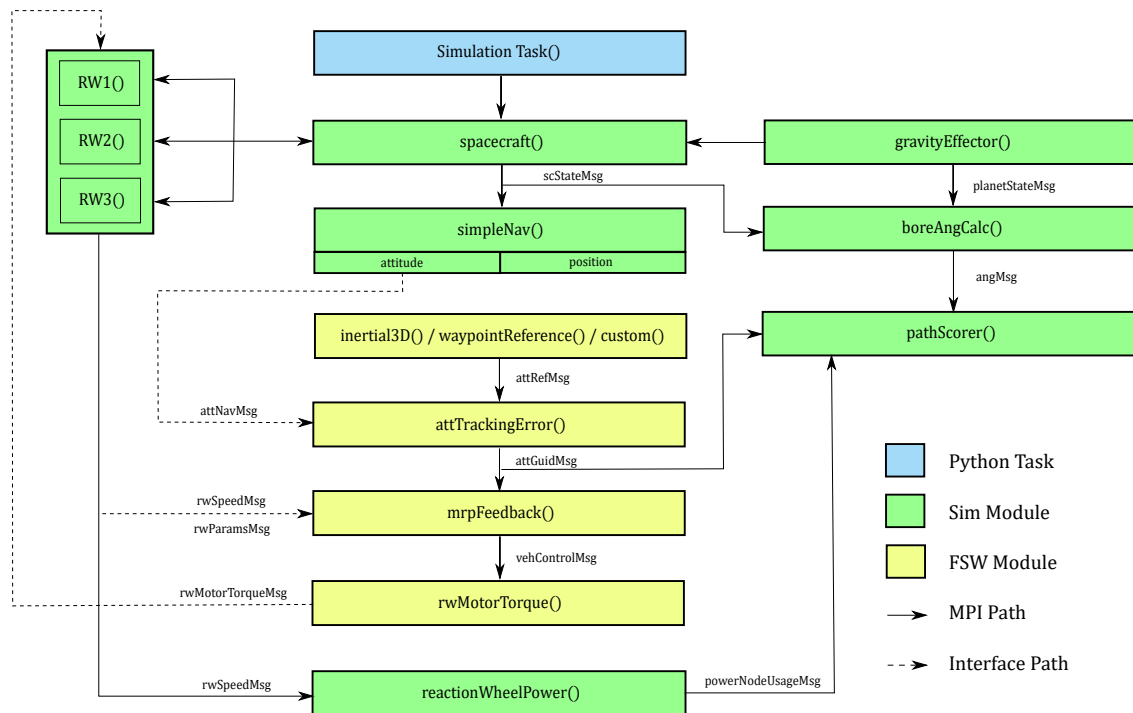 Simulation Task()
RW1()
RW2()
RW3()
spacecraft()
gravityEffector()
scStateMsg
planetStateMsg
simpleNav()
attitude
position
boreAngCalc()
angMsg
inertial3D() / waypointReference() / custom()
pathScorer()
attRefMsg
attNavMsg
attTrackingError()
attGuidMsg
rwSpeedMsg
rwParamsMsg
mrpFeedback()
vehControlMsg
rwMotorTorqueMsg
rwMotorTorque()
rwSpeedMsg
reactionWheelPower()
powerNodeUsageMsg
Python Task
Sim Module
FSW Module
MPI Path
Interface Path